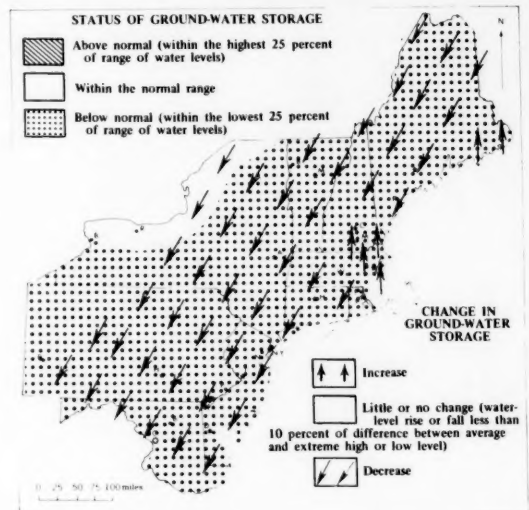 STATUS OF GROUND-WATER STORAGE
Above normal (within the highest 25 percent
of range of water levels)
Within the normal range
Below normal (within the lowest 25 percent
of range of water levels)
N
CHANGE IN
GROUND-WATER
STORAGE
Increase
Little or no change (water-
level rise or fall less than
10 percent of difference between average
and extreme high or low level)
Decrease
0 25 50 75 100 miles